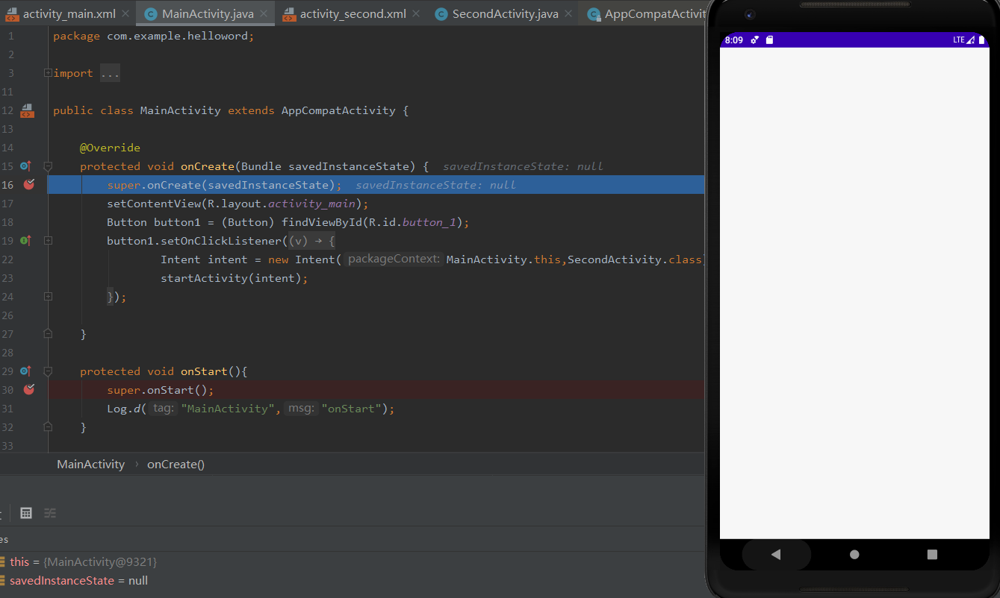 activity_main.xml MainActivity.java activity_second.xml SecondActivity.java AppCompatActivit
8:09 LTE
1 package com.example.helloword;
2
3 import ...
11
12 public class MainActivity extends AppCompatActivity {
13
14 @Override
15 protected void onCreate(Bundle savedInstanceState) { savedInstanceState: null
16 super.onCreate(savedInstanceState); savedInstanceState: null
17 setContentView(R.layout.activity_main);
18 Button button1 = (Button) findViewById(R.id.button_1);
19 button1.setOnClickListener((v) → {
22 Intent intent = new Intent( packageContext: MainActivity.this,SecondActivity.class)
23 startActivity(intent);
24 });
26
27 }
28
29 protected void onStart(){
30 super.onStart();
31 Log.d( tag: "MainActivity", msg: "onStart");
32 }
33
MainActivity › onCreate()
es
this = {MainActivity@9321}
savedInstanceState = null